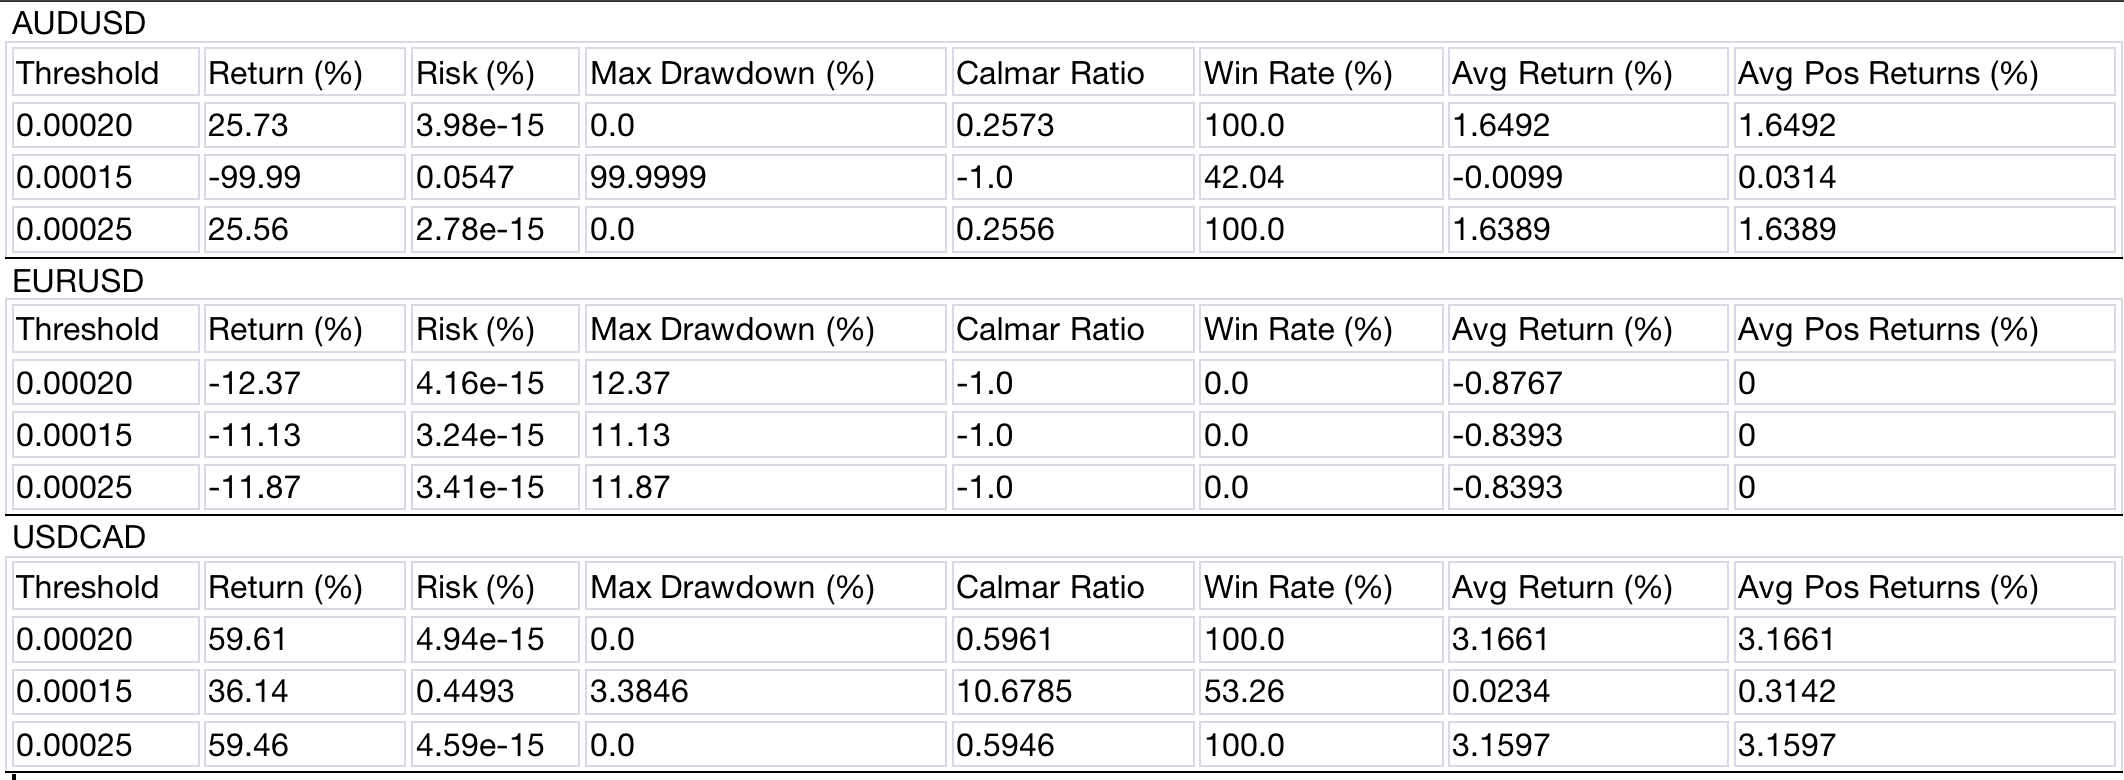 AUDUSD
Threshold Return (%) Risk (%) Max Drawdown (%) Calmar Ratio Win Rate (%) Avg Return (%) Avg Pos Returns (%)
0.00020 25.73 3.98e-15 0.0 0.2573 100.0 1.6492 1.6492
0.00015 -99.99 0.0547 99.9999 -1.0 42.04 -0.0099 0.0314
0.00025 25.56 2.78e-15 0.0 0.2556 100.0 1.6389 1.6389
EURUSD
Threshold Return (%) Risk (%) Max Drawdown (%) Calmar Ratio Win Rate (%) Avg Return (%) Avg Pos Returns (%)
0.00020 -12.37 4.16e-15 12.37 -1.0 0.0 -0.8767 0
0.00015 -11.13 3.24e-15 11.13 -1.0 0.0 -0.8393 0
0.00025 -11.87 3.41e-15 11.87 -1.0 0.0 -0.8393 0
USDCAD
Threshold Return (%) Risk (%) Max Drawdown (%) Calmar Ratio Win Rate (%) Avg Return (%) Avg Pos Returns (%)
0.00020 59.61 4.94e-15 0.0 0.5961 100.0 3.1661 3.1661
0.00015 36.14 0.4493 3.3846 10.6785 53.26 0.0234 0.3142
0.00025 59.46 4.59e-15 0.0 0.5946 100.0 3.1597 3.1597